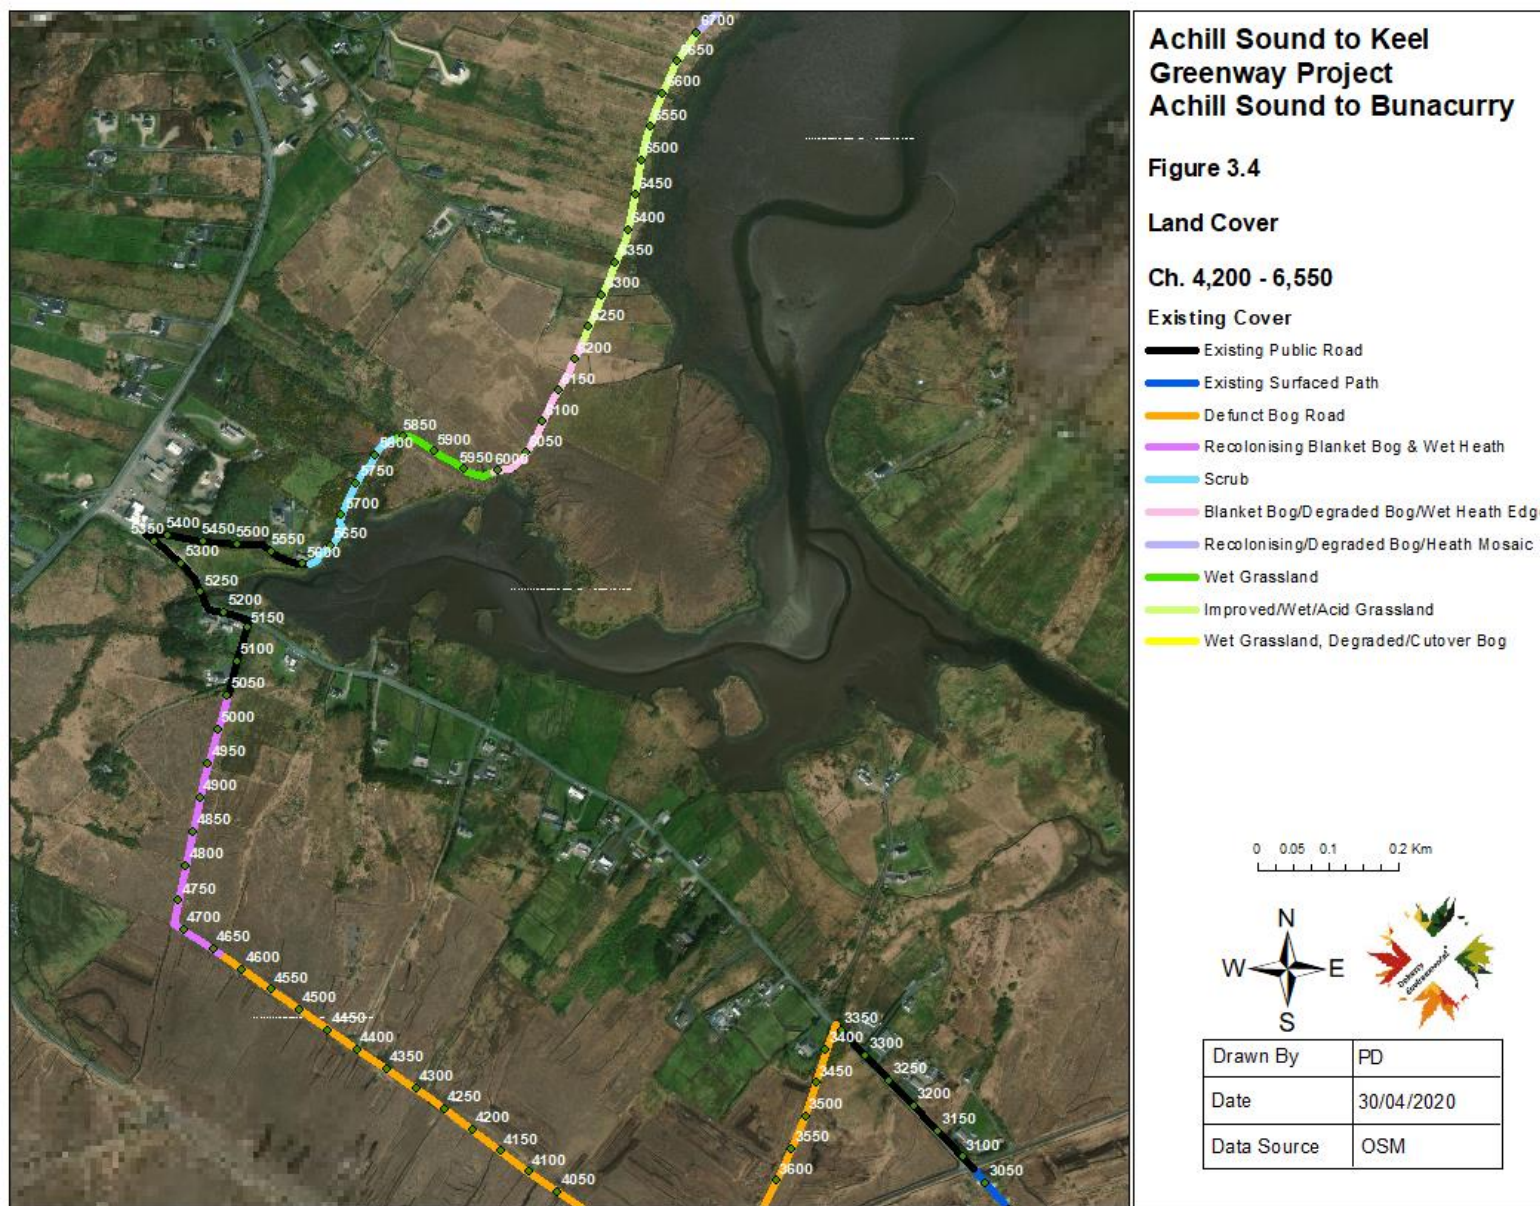 6700
6650
6600
6550
6500
6450
6400
6350
6300
6250
6200
6150
6100
6050
6000
5950
5900
5850
5800
5750
5700
5650
5600
5550
5500
5450
5400
5350
5300
5250
5200
5150
5100
5050
5000
4950
4900
4850
4800
4750
4700
4650
4600
4550
4500
4450
4400
4350
4300
4250
4200
4150
4100
4050
3600
3550
3500
3450
3400
3350
3300
3250
3200
3150
3100
3050
Achill Sound to Keel
Greenway Project
Achill Sound to Bunacurry
Figure 3.4
Land Cover
Ch. 4,200 - 6,550
Existing Cover
Existing Public Road
Existing Surfaced Path
Defunct Bog Road
Recolonising Blanket Bog & Wet Heath
Scrub
Blanket Bog/Degraded Bog/Wet Heath Edg
Recolonising/Degraded Bog/Heath Mosaic
Wet Grassland
Improved/Wet/Acid Grassland
Wet Grassland, Degraded/Cutover Bog
0 0.05 0.1 0.2 Km
N
W E
S
Drawn By PD
Date 30/04/2020
Data Source OSM